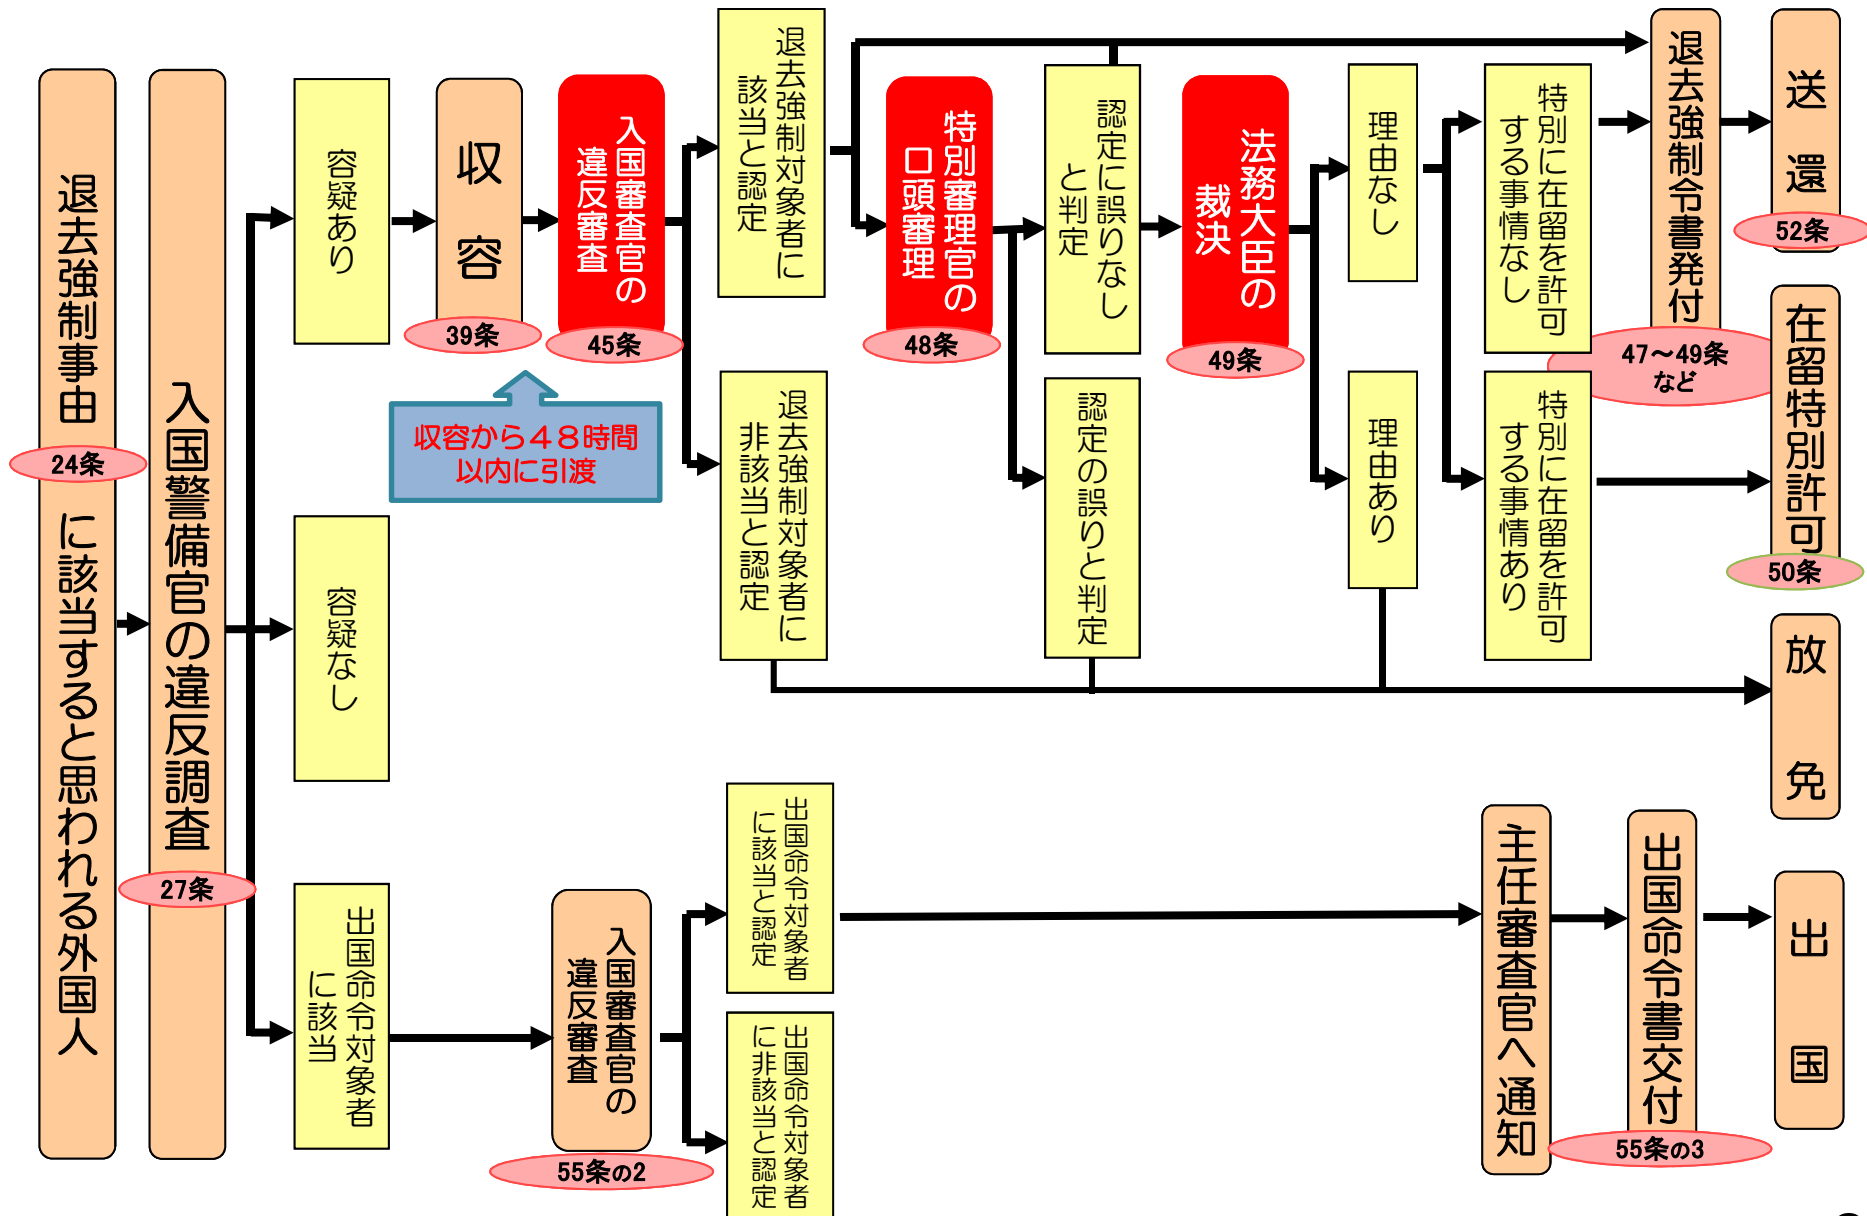 退去強制事由
24条
に該当すると思われる外国人
入国警備官の違反調査
27条
容疑あり
容疑なし
出国命令対象者
に該当
収容
39条
入国審査官の
違反審査
45条
収容から48時間
以内に引渡
退去強制対象者に
該当と認定
退去強制対象者に
非該当と認定
特別審理官の
口頭審理
48条
認定に誤りなし
と判定
認定の誤りと判定
法務大臣の
裁決
49条
理由なし
理由あり
特別に在留を許可
する事情なし
特別に在留を許可
する事情あり
退去強制令書発付
47～49条
など
送還
52条
在留特別許可
50条
放免
入国審査官の
違反審査
55条の2
出国命令対象者
に該当と認定
出国命令対象者
に非該当と認定
主任審査官へ通知
出国命令書交付
55条の3
出国